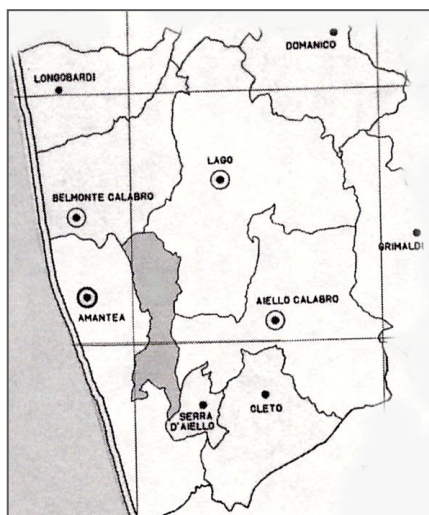 DOMANICO
LONGOBARDI
LAGO
BELMONTE CALABRO
GRIMALDI
AIELLO CALABRO
AMANTEA
SERRA
D'AIELLO
CLETO